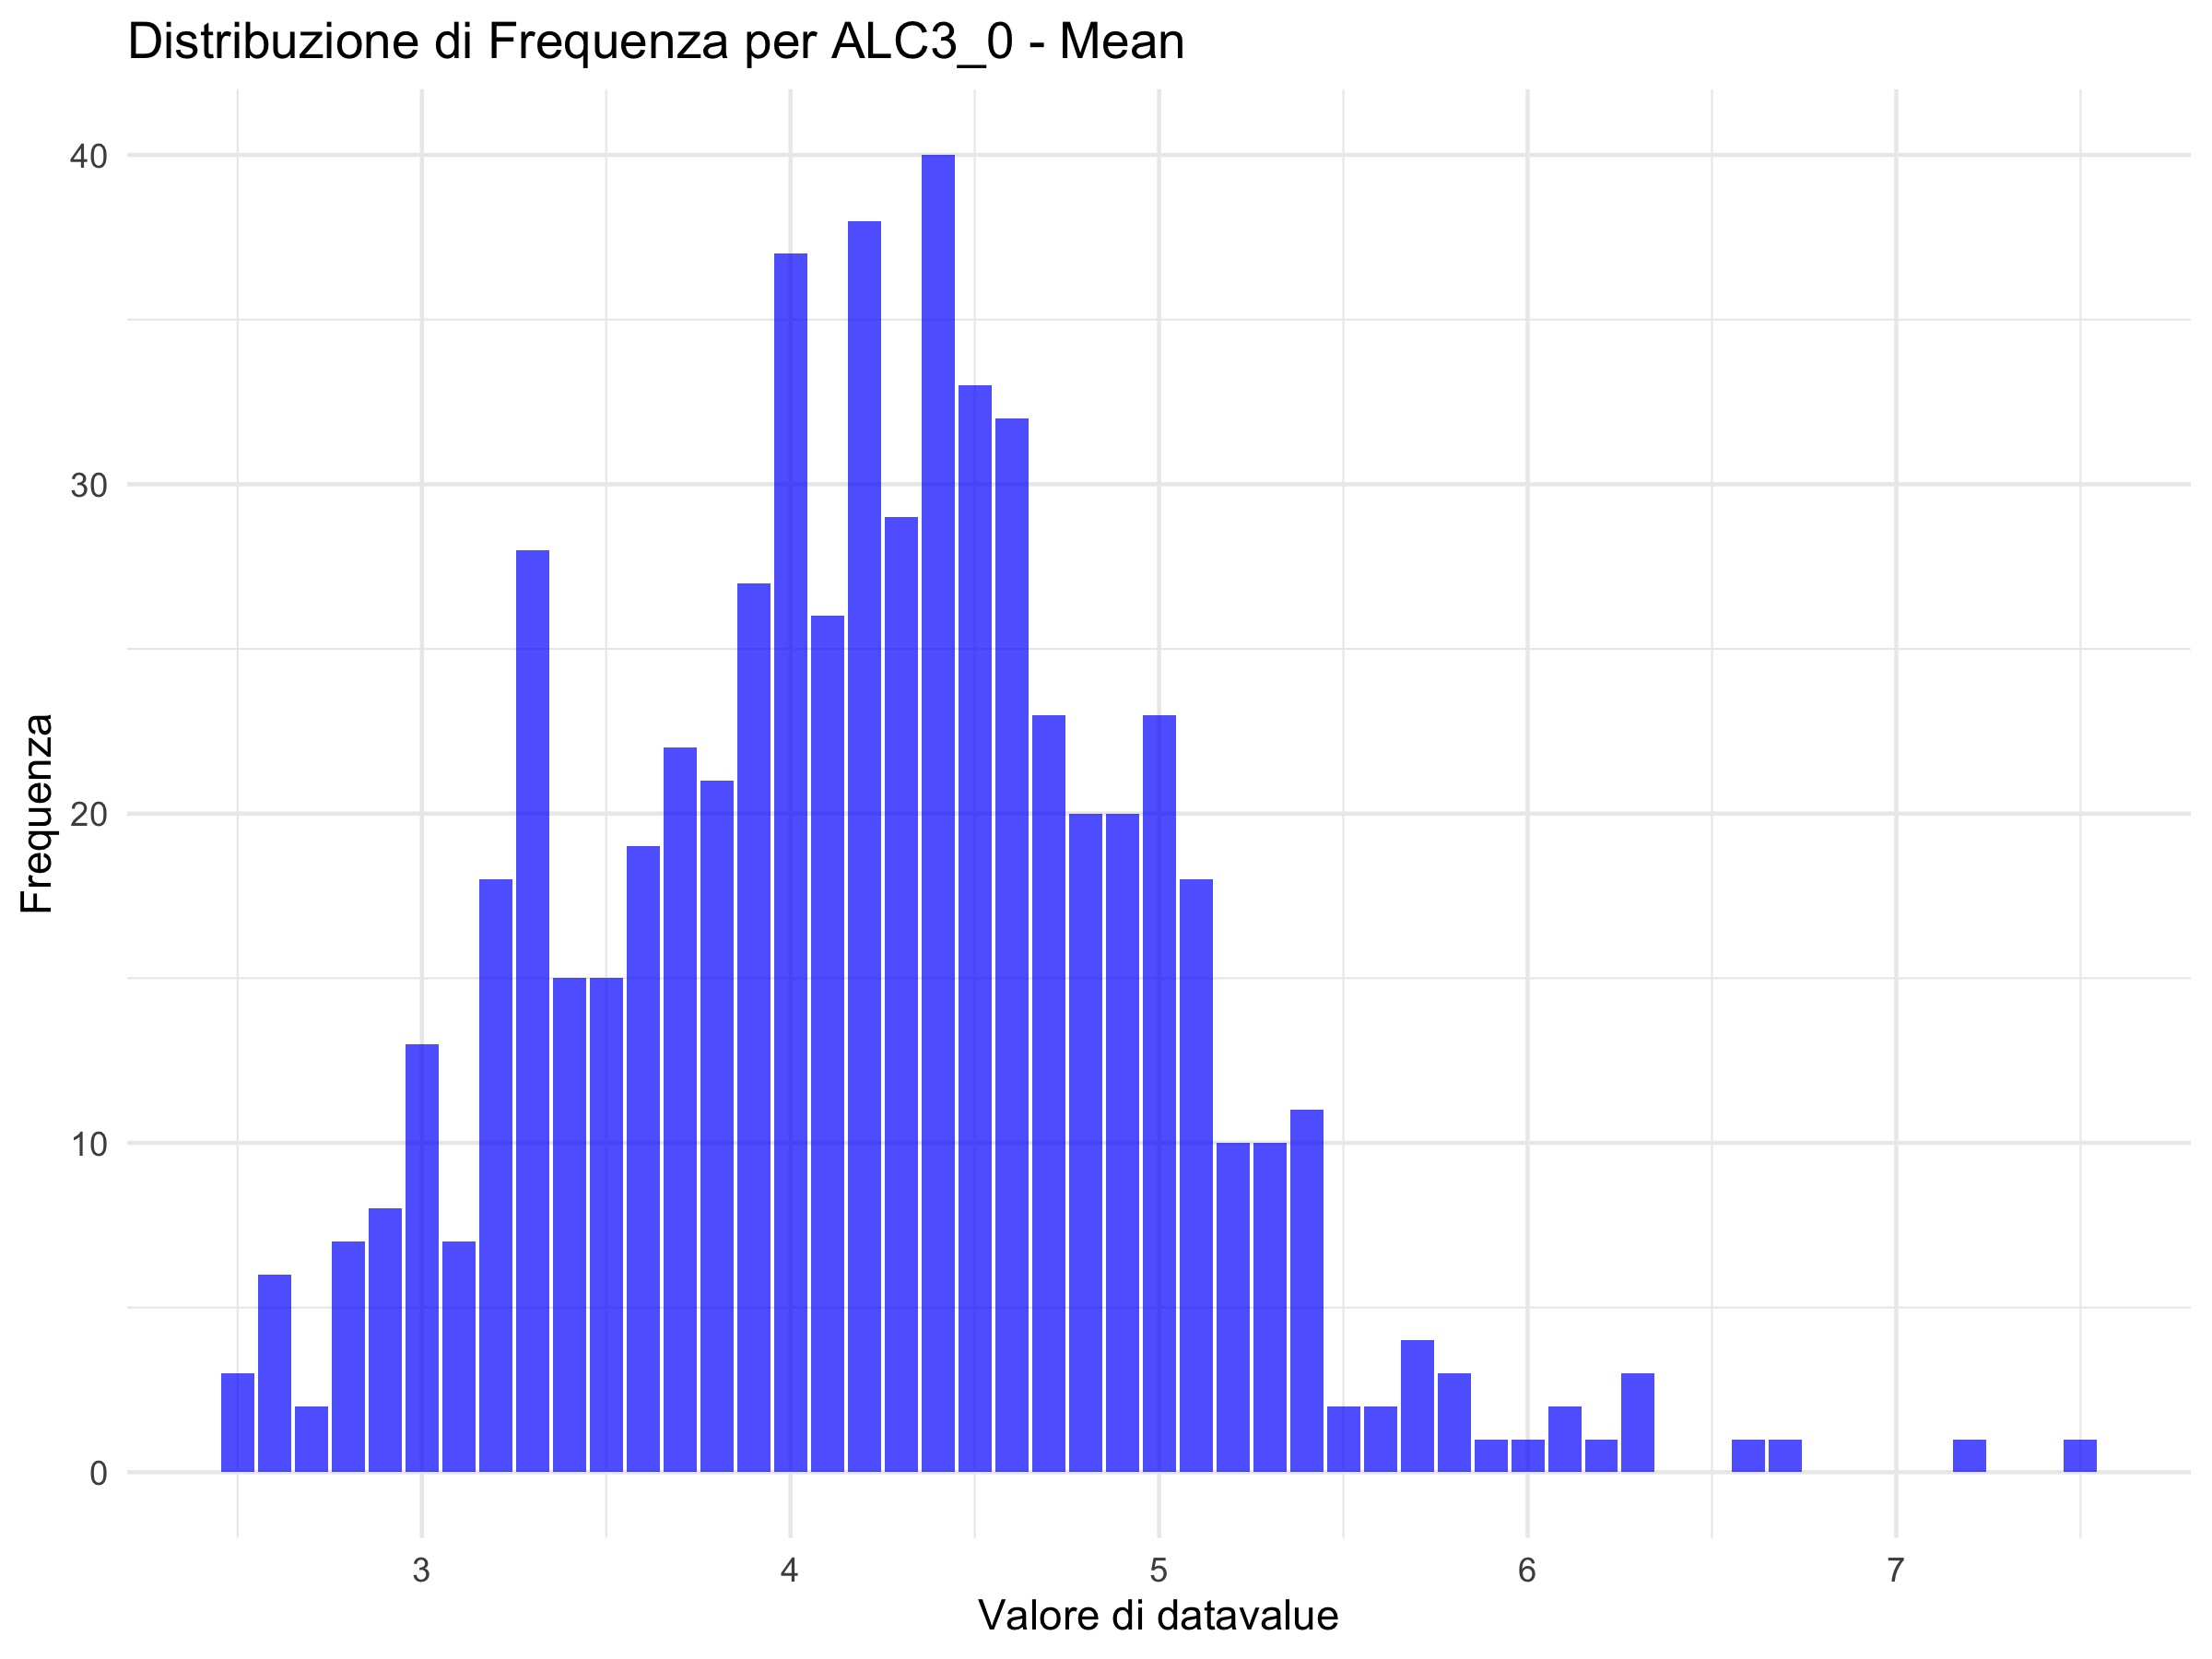 Distribuzione di Frequenza per ALC3_0 - Mean
Frequenza
40
30
20
10
0
3 4 5 6 7
Valore di datavalue